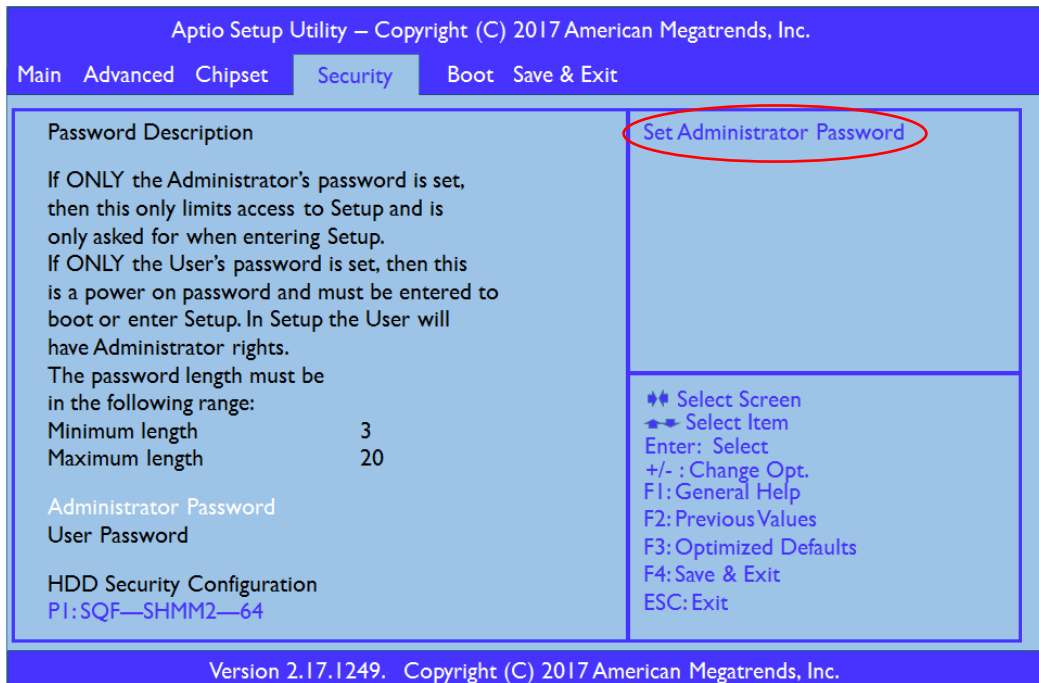 Aptio Setup Utility – Copyright (C) 2017 American Megatrends, Inc.
Main Advanced Chipset Security Boot Save & Exit
Password Description
If ONLY the Administrator's password is set,
then this only limits access to Setup and is
only asked for when entering Setup.
If ONLY the User's password is set, then this
is a power on password and must be entered to
boot or enter Setup. In Setup the User will
have Administrator rights.
The password length must be
in the following range:
Minimum length 3
Maximum length 20
Administrator Password
User Password
HDD Security Configuration
P1: SQF—SHMM2—64
Set Administrator Password
Select Screen
Select Item
Enter: Select
+/- : Change Opt.
F1: General Help
F2: Previous Values
F3: Optimized Defaults
F4: Save & Exit
ESC: Exit
Version 2.17.1249. Copyright (C) 2017 American Megatrends, Inc.